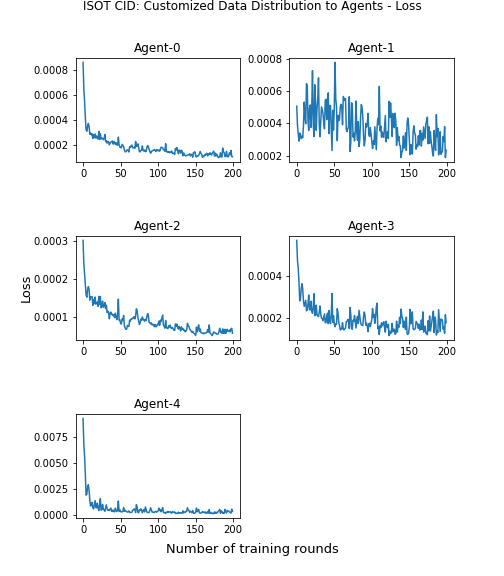 ISOT CID: Customized Data Distribution to Agents - Loss
Agent-0
0.0008
0.0006
0.0004
0.0002
0 50 100 150 200
Agent-1
0.0008
0.0006
0.0004
0.0002
0 50 100 150 200
Agent-2
0.0003
0.0002
0.0001
0 50 100 150 200
Agent-3
0.0004
0.0002
0 50 100 150 200
Loss
Agent-4
0.0075
0.0050
0.0025
0.0000
0 50 100 150 200
Number of training rounds